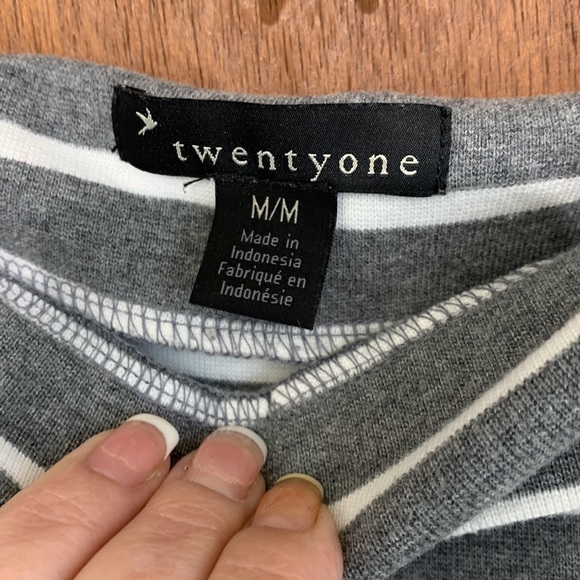 twentyone
M/M
Made in
Indonesia
Fabriqué en
Indonésie